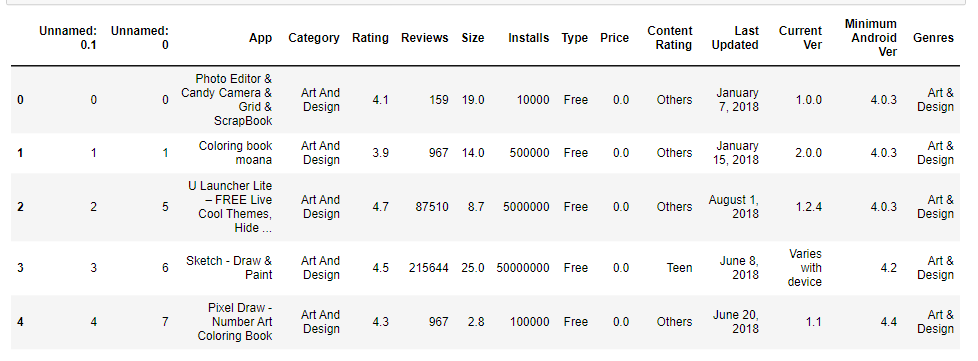 Unnamed: 0.1 Unnamed: 0 App Category Rating Reviews Size Installs Type Price Content Rating Last Updated Current Ver Minimum Android Ver Genres
0 0 0 Photo Editor & Candy Camera & Grid & ScrapBook Art And Design 4.1 159 19.0 10000 Free 0.0 Others January 7, 2018 1.0.0 4.0.3 Art & Design
1 1 1 Coloring book moana Art And Design 3.9 967 14.0 500000 Free 0.0 Others January 15, 2018 2.0.0 4.0.3 Art & Design
2 2 5 U Launcher Lite – FREE Live Cool Themes, Hide ... Art And Design 4.7 87510 8.7 5000000 Free 0.0 Others August 1, 2018 1.2.4 4.0.3 Art & Design
3 3 6 Sketch - Draw & Paint Art And Design 4.5 215644 25.0 50000000 Free 0.0 Teen June 8, 2018 Varies with device 4.2 Art & Design
4 4 7 Pixel Draw - Number Art Coloring Book Art And Design 4.3 967 2.8 100000 Free 0.0 Others June 20, 2018 1.1 4.4 Art & Design